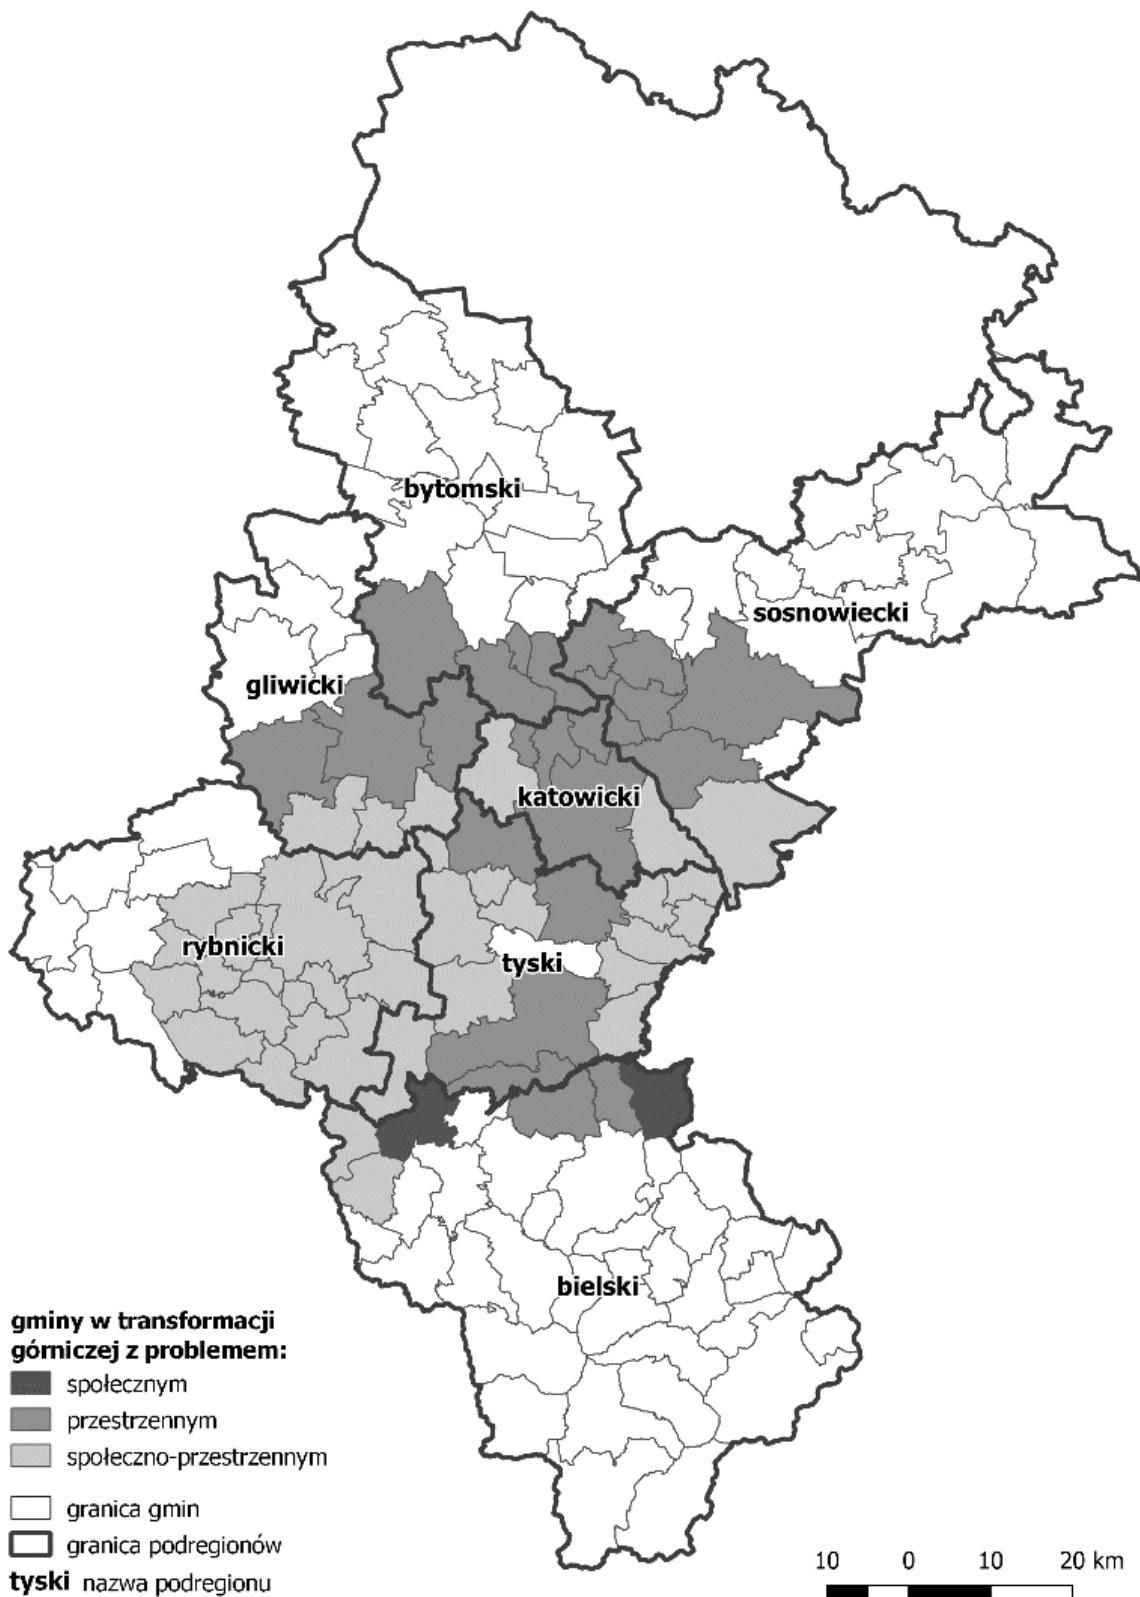 bytomski
sosnowiecki
gliwicki
katowicki
rybnicki
tyski
bielski
gminy w transformacji
górniczej z problemem:
społecznym
przestrzennym
społeczno-przestrzennym
granica gmin
granica podregionów
tyski nazwa podregionu
10 0 10 20 km